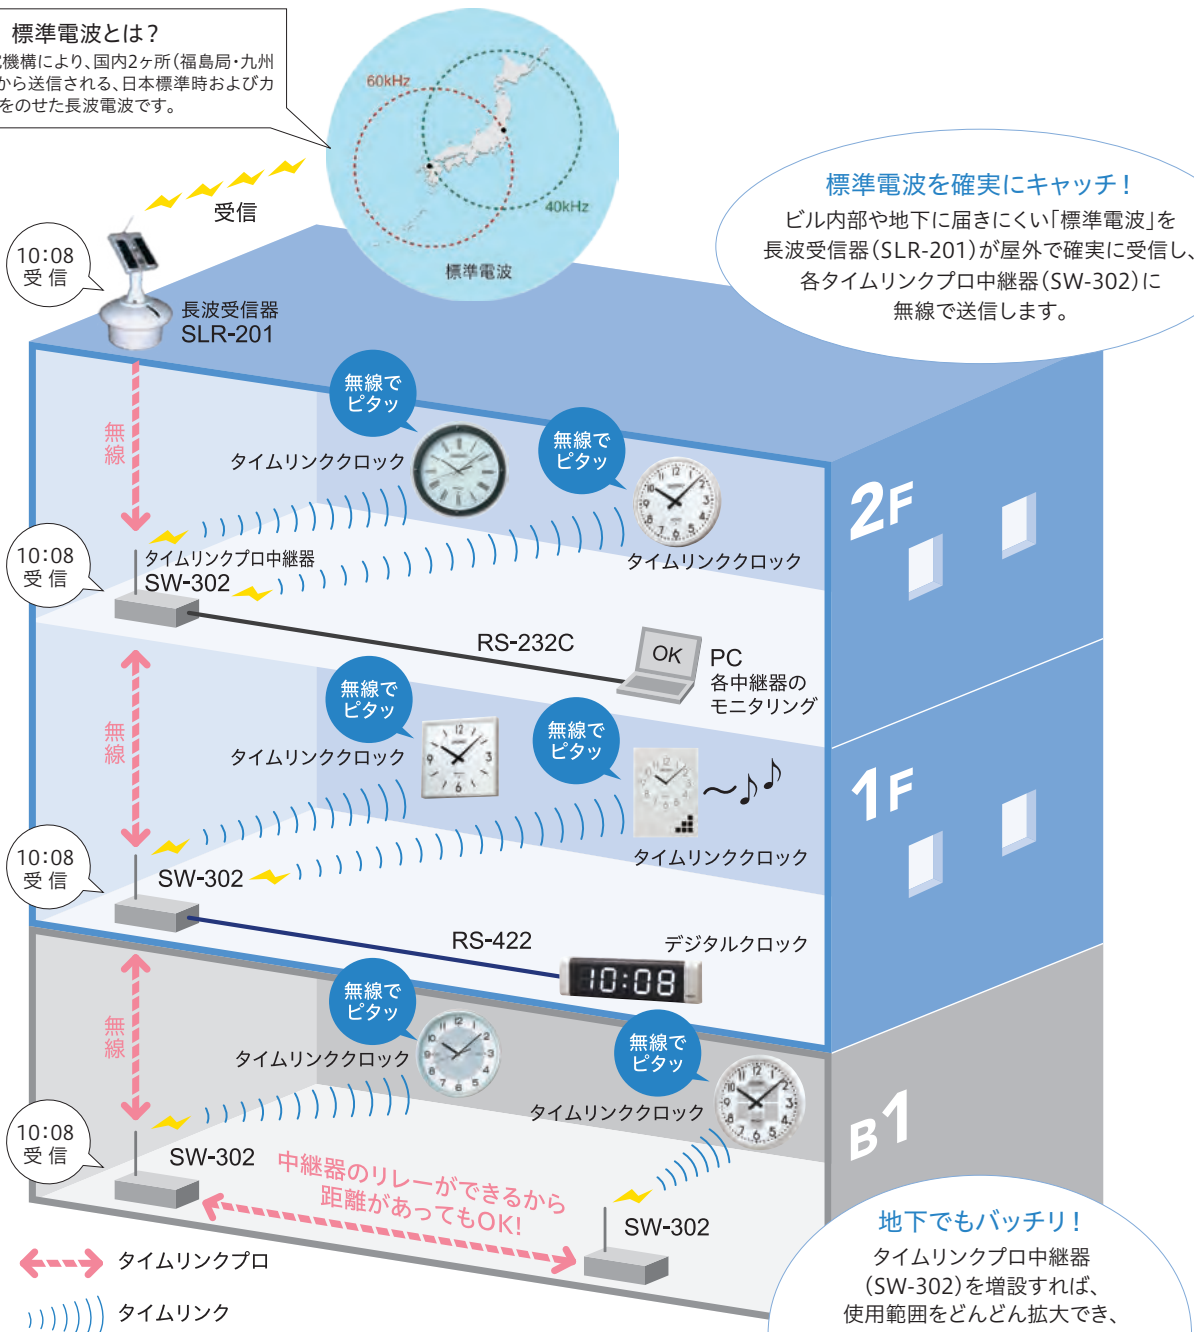 標準電波とは?
機構により、国内2ヶ所(福島局・九州
から送信される、日本標準時およびカ
をのせた長波電波です。
60kHz
40kHz
標準電波
受信
10:08
受 信
長波受信器
SLR-201
標準電波を確実にキャッチ!
ビル内部や地下に届きにくい「標準電波」を
長波受信器(SLR-201)が屋外で確実に受信し、
各タイムリンクプロ中継器(SW-302)に
無線で送信します。
無線で
ピタッ
無線で
ピタッ
無線
タイムリンククロック
タイムリンククロック
2F
10:08
受 信
タイムリンクプロ中継器
SW-302
RS-232C
OK
PC
各中継器の
モニタリング
無線で
ピタッ
無線で
ピタッ
無線
タイムリンククロック
タイムリンククロック
1F
10:08
受 信
SW-302
RS-422
デジタルクロック
10:08
無線で
ピタッ
無線で
ピタッ
無線
タイムリンククロック
タイムリンククロック
B1
10:08
受 信
SW-302
中継器のリレーができるから
距離があってもOK!
SW-302
タイムリンクプロ
タイムリンク
地下でもバッチリ!
タイムリンクプロ中継器
(SW-302)を増設すれば、
使用範囲をどんどん拡大でき、